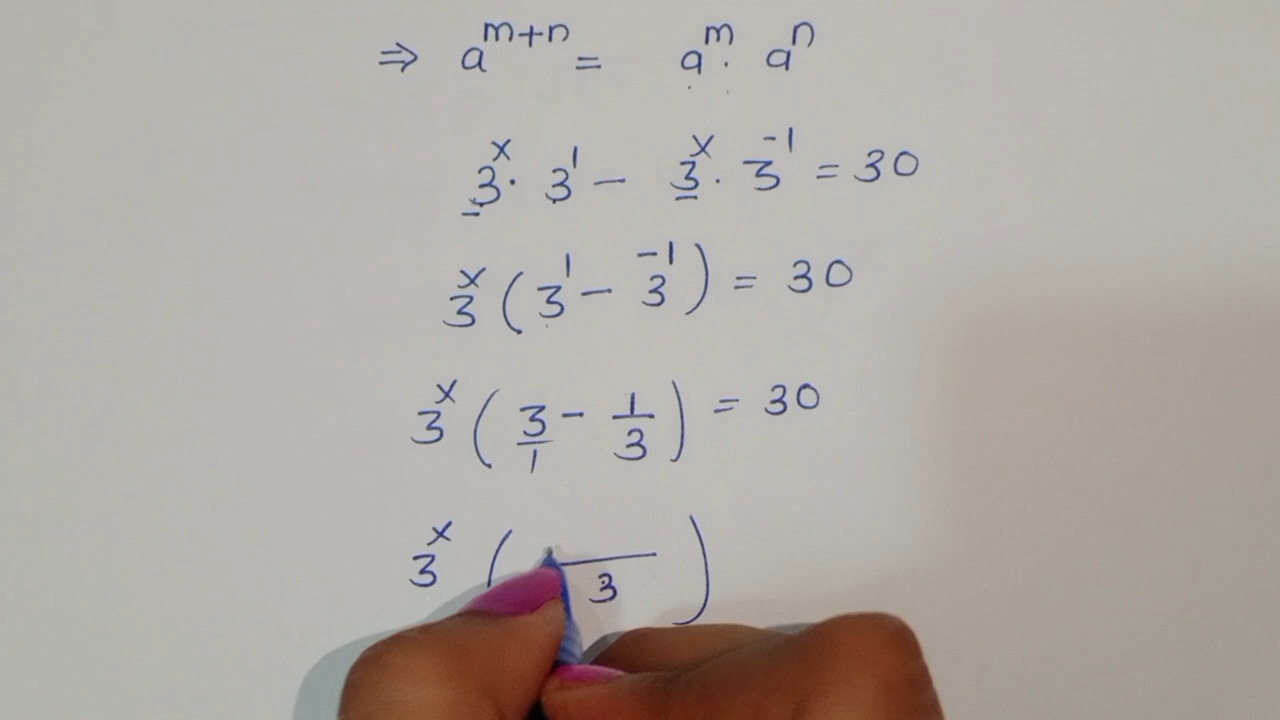 ⇒ a^{m+n} = a^m . a^n
3^x . 3^1 − 3^x . 3^{-1} = 30
3^x (3^1 − 3^{-1}) = 30
3^x (3/1 − 1/3) = 30
3^x ( /3 )